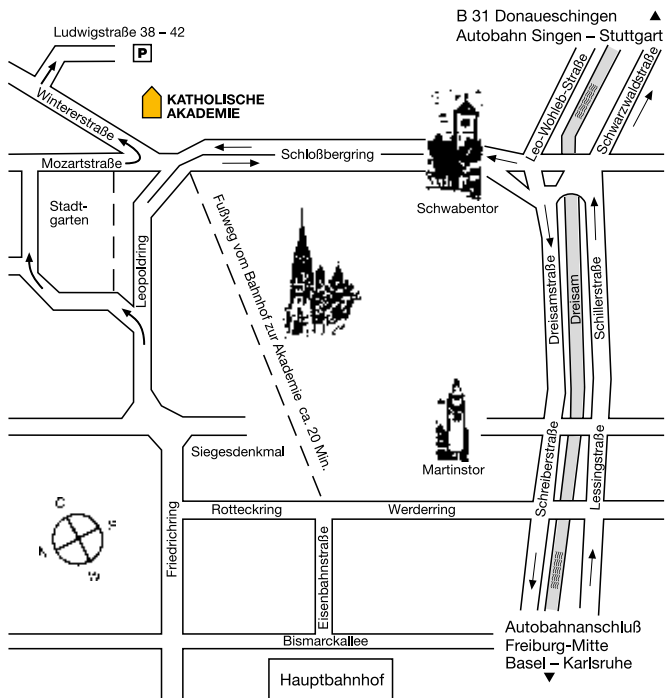 B 31 Donaueschingen
Autobahn Singen – Stuttgart
Ludwigstraße 38 – 42
P
KATHOLISCHE
AKADEMIE
Wintererstraße
Leo-Wohleb-Straße
Schwarzwaldstraße
Mozartstraße
Schloßbergring
Stadt-
garten
Schwabentor
Leopoldring
Fußweg vom Bahnhof zur Akademie ca. 20 Min.
Dreisamstraße
Dreisam
Schillerstraße
Siegesdenkmal
Martinstor
Schreiberstraße
Lessingstraße
Rotteckring
Werderring
Friedrichring
Eisenbahnstraße
N
W
Bismarckallee
Hauptbahnhof
Autobahnanschluß
Freiburg-Mitte
Basel – Karlsruhe